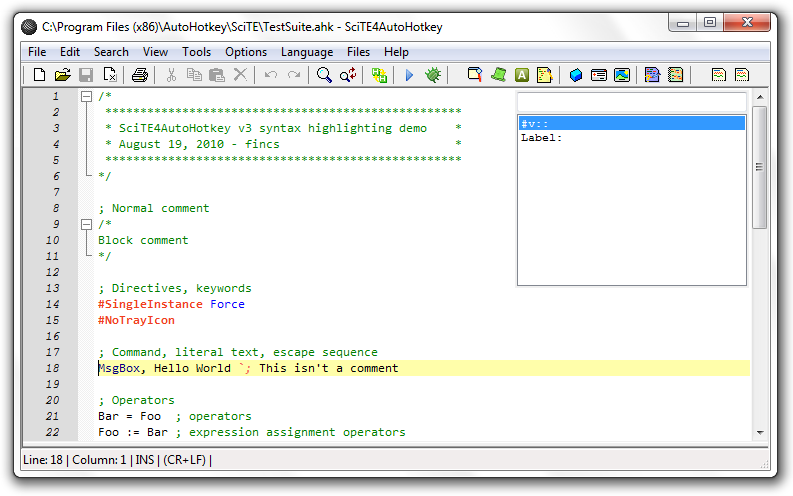 C:\Program Files (x86)\AutoHotkey\SciTE\TestSuite.ahk - SciTE4AutoHotkey
File Edit Search View Tools Options Language Files Help
1 /*
2 ***************************************************
3 * SciTE4AutoHotkey v3 syntax highlighting demo *
4 * August 19, 2010 - fincs *
5 ***************************************************
6 */
7
8 ; Normal comment
9 /*
10 Block comment
11 */
12
13 ; Directives, keywords
14 #SingleInstance Force
15 #NoTrayIcon
16
17 ; Command, literal text, escape sequence
18 MsgBox, Hello World `; This isn't a comment
19
20 ; Operators
21 Bar = Foo ; operators
22 Foo := Bar ; expression assignment operators
#v::
Label:
Line: 18 | Column: 1 | INS | (CR+LF) |